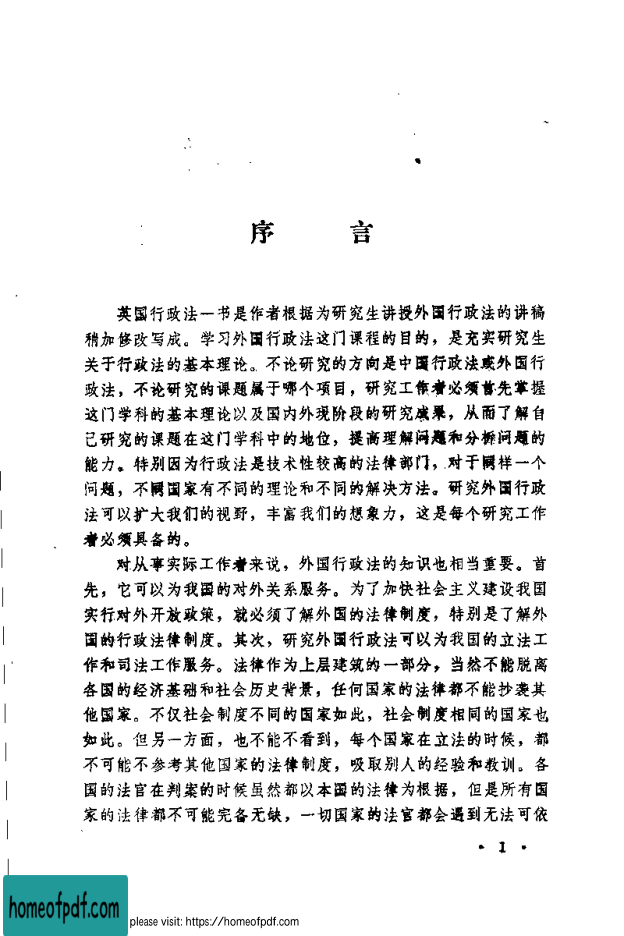 序 言
英国行政法一书是作者根据为研究生讲授外国行政法的讲稿
稍加修改写成。学习外国行政法这门课程的目的，是充实研究生
关于行政法的基本理论。不论研究的方向是中国行政法或外国行
政法，不论研究的课题属于哪个项目，研究工作者必须首先掌握
这门学科的基本理论以及国内外现阶段的研究成果，从而了解自
己研究的课题在这门学科中的地位，提高理解问题和分析问题的
能力。特别因为行政法是技术性较高的法律部门，对于同样一个
问题，不同国家有不同的理论和不同的解决方法。研究外国行政
法可以扩大我们的视野，丰富我们的想象力，这是每个研究工作
者必须具备的。
对从事实际工作者来说，外国行政法的知识也相当重要。首
先，它可以为我国的对外关系服务。为了加快社会主义建设我国
实行对外开放政策，就必须了解外国的法律制度，特别是了解外
国的行政法律制度。其次，研究外国行政法可以为我国的立法工
作和司法工作服务。法律作为上层建筑的一部分，当然不能脱离
各国的经济基础和社会历史背景，任何国家的法律都不能抄袭其
他国家。不仅社会制度不同的国家如此，社会制度相同的国家也
如此。但另一方面，也不能不看到，每个国家在立法的时候，都
不可能不参考其他国家的法律制度，吸取别人的经验和教训。各
国的法官在判案的时候虽然都以本国的法律为根据，但是所有国
家的法律都不可能完备无缺，一切国家的法官都会遇到无法可依
• 1 •
homeofpdf.com
please visit: https://homeofpdf.com